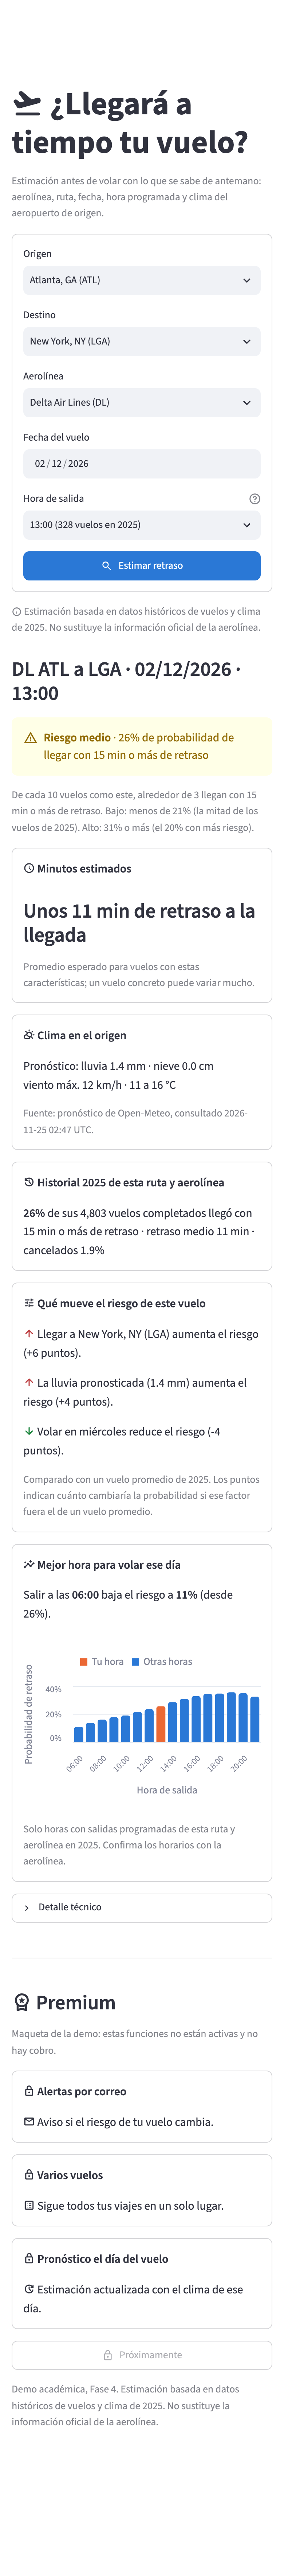 ¿Llegará a
tiempo tu vuelo?
Estimación antes de volar con lo que se sabe de antemano:
aerolínea, ruta, fecha, hora programada y clima del
aeropuerto de origen.
Origen
Atlanta, GA (ATL)
Destino
New York, NY (LGA)
Aerolínea
Delta Air Lines (DL)
Fecha del vuelo
02 / 12 / 2026
Hora de salida
13:00 (328 vuelos en 2025)
Estimar retraso
Estimación basada en datos históricos de vuelos y clima
de 2025. No sustituye la información oficial de la aerolínea.
DL ATL a LGA · 02/12/2026 ·
13:00
Riesgo medio · 26% de probabilidad de
llegar con 15 min o más de retraso
De cada 10 vuelos como este, alrededor de 3 llegan con 15
min o más de retraso. Bajo: menos de 21% (la mitad de los
vuelos de 2025). Alto: 31% o más (el 20% con más riesgo).
Minutos estimados
Unos 11 min de retraso a la
llegada
Promedio esperado para vuelos con estas
características; un vuelo concreto puede variar mucho.
Clima en el origen
Pronóstico: lluvia 1.4 mm · nieve 0.0 cm
viento máx. 12 km/h · 11 a 16 °C
Fuente: pronóstico de Open-Meteo, consultado 2026-
11-25 02:47 UTC.
Historial 2025 de esta ruta y aerolínea
26% de sus 4,803 vuelos completados llegó con
15 min o más de retraso · retraso medio 11 min ·
cancelados 1.9%
Qué mueve el riesgo de este vuelo
Llegar a New York, NY (LGA) aumenta el riesgo
(+6 puntos).
La lluvia pronosticada (1.4 mm) aumenta el
riesgo (+4 puntos).
Volar en miércoles reduce el riesgo (-4
puntos).
Comparado con un vuelo promedio de 2025. Los puntos
indican cuánto cambiaría la probabilidad si ese factor
fuera el de un vuelo promedio.
Mejor hora para volar ese día
Salir a las 06:00 baja el riesgo a 11% (desde
26%).
Tu hora Otras horas
Probabilidad de retraso
40%
20%
0%
06:00 08:00 10:00 12:00 14:00 16:00 18:00 20:00
Hora de salida
Solo horas con salidas programadas de esta ruta y
aerolínea en 2025. Confirma los horarios con la
aerolínea.
Detalle técnico
Premium
Maqueta de la demo: estas funciones no están activas y no
hay cobro.
Alertas por correo
Aviso si el riesgo de tu vuelo cambia.
Varios vuelos
Sigue todos tus viajes en un solo lugar.
Pronóstico el día del vuelo
Estimación actualizada con el clima de ese
día.
Próximamente
Demo académica, Fase 4. Estimación basada en datos
históricos de vuelos y clima de 2025. No sustituye la
información oficial de la aerolínea.